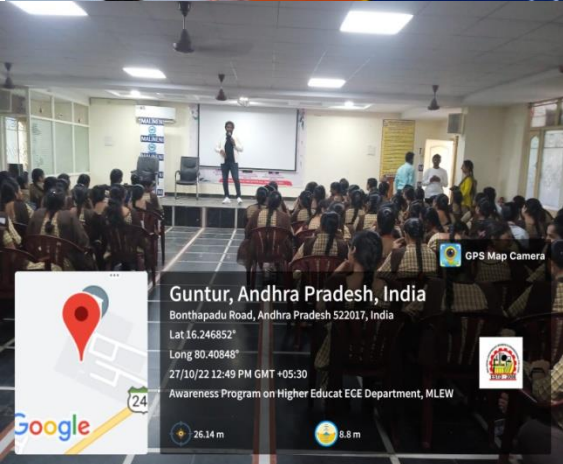 MALINENI
GPS Map Camera
Guntur, Andhra Pradesh, India
Bonthapadu Road, Andhra Pradesh 522017, India
Lat 16.246852°
Long 80.40848°
27/10/22 12:49 PM GMT +05:30
Awareness Program on Higher Educat ECE Department, MLEW
24
Google
26.14 m
8.8 m